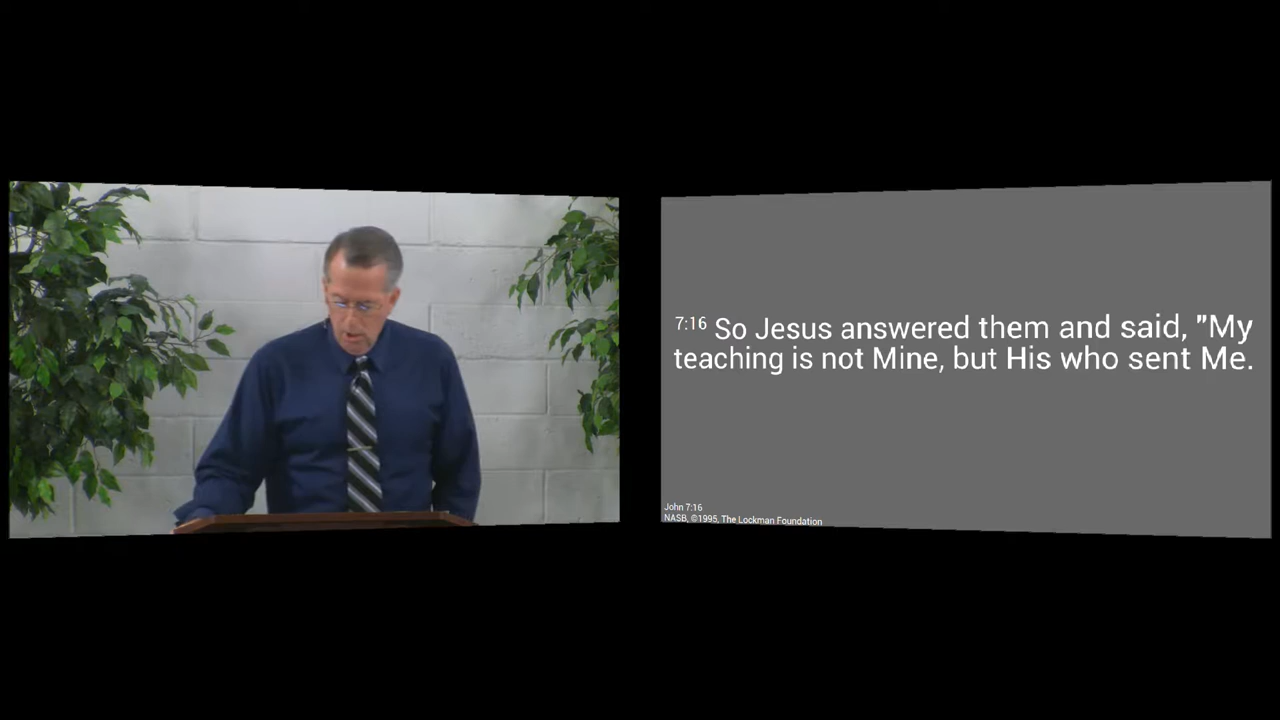 7:16 So Jesus answered them and said, "My
teaching is not Mine, but His who sent Me.
John 7:16
NASB, ©1995, The Lockman Foundation